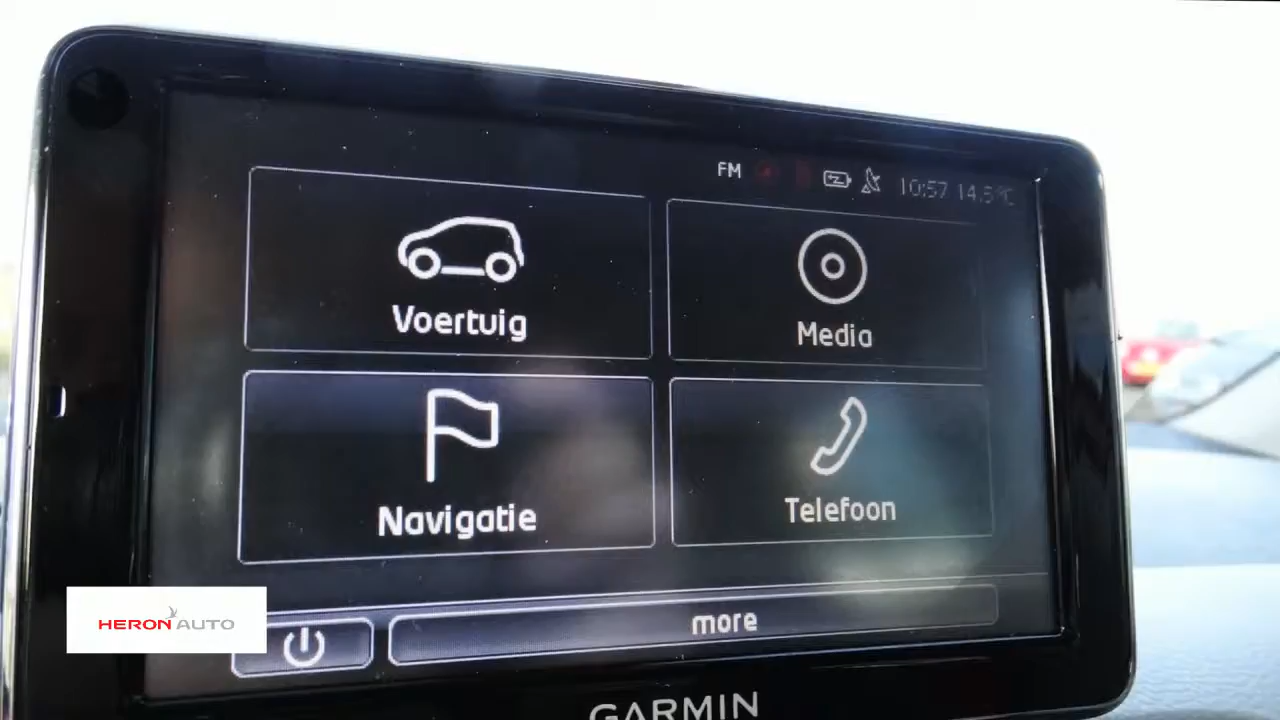 FM 10:57 14.5°C
Voertuig
Media
Navigatie
Telefoon
HERON AUTO
more
GARMIN